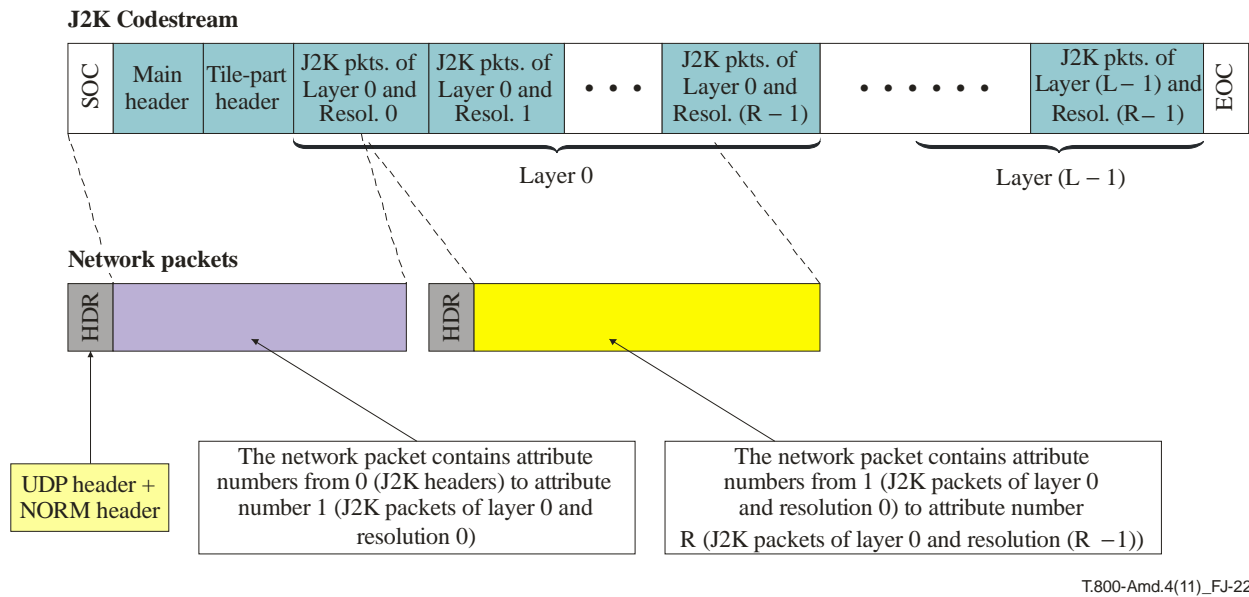 J2K Codestream
SOC
Main
header
Tile-part
header
J2K pkts. of
Layer 0 and
Resol. 0
J2K pkts. of
Layer 0 and
Resol. 1
• • •
J2K pkts. of
Layer 0 and
Resol. (R – 1)
• • • • • •
J2K pkts. of
Layer (L – 1) and
Resol. (R– 1)
EOC
Layer 0
Layer (L – 1)
Network packets
HDR
HDR
UDP header +
NORM header
The network packet contains attribute
numbers from 0 (J2K headers) to attribute
number 1 (J2K packets of layer 0 and
resolution 0)
The network packet contains attribute
numbers from 1 (J2K packets of layer 0
and resolution 0) to attribute number
R (J2K packets of layer 0 and resolution (R –1))
T.800-Amd.4(11)_FJ-22